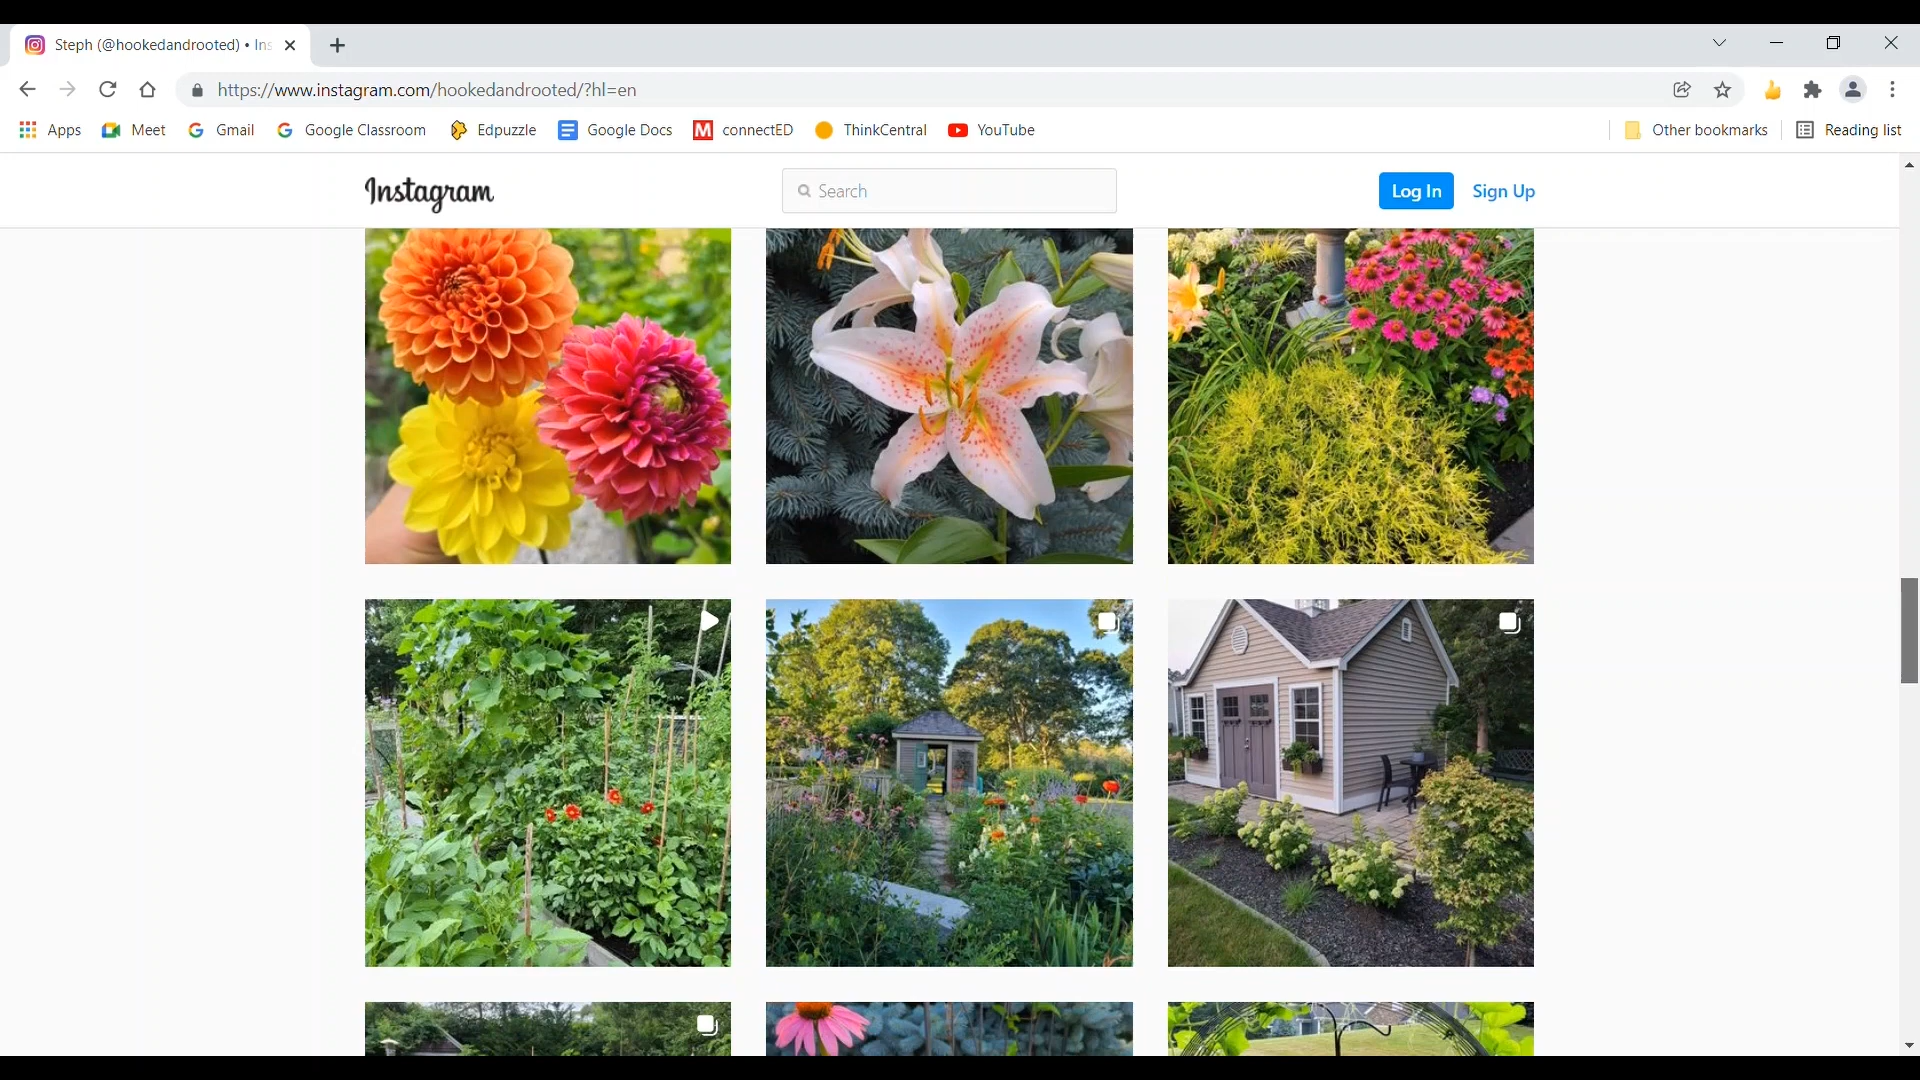 Steph (@hookedandrooted) • Ins
https://www.instagram.com/hookedandrooted/?hl=en
Apps Meet Gmail Google Classroom Edpuzzle Google Docs connectED ThinkCentral YouTube Other bookmarks Reading list
Instagram Search Log In Sign Up